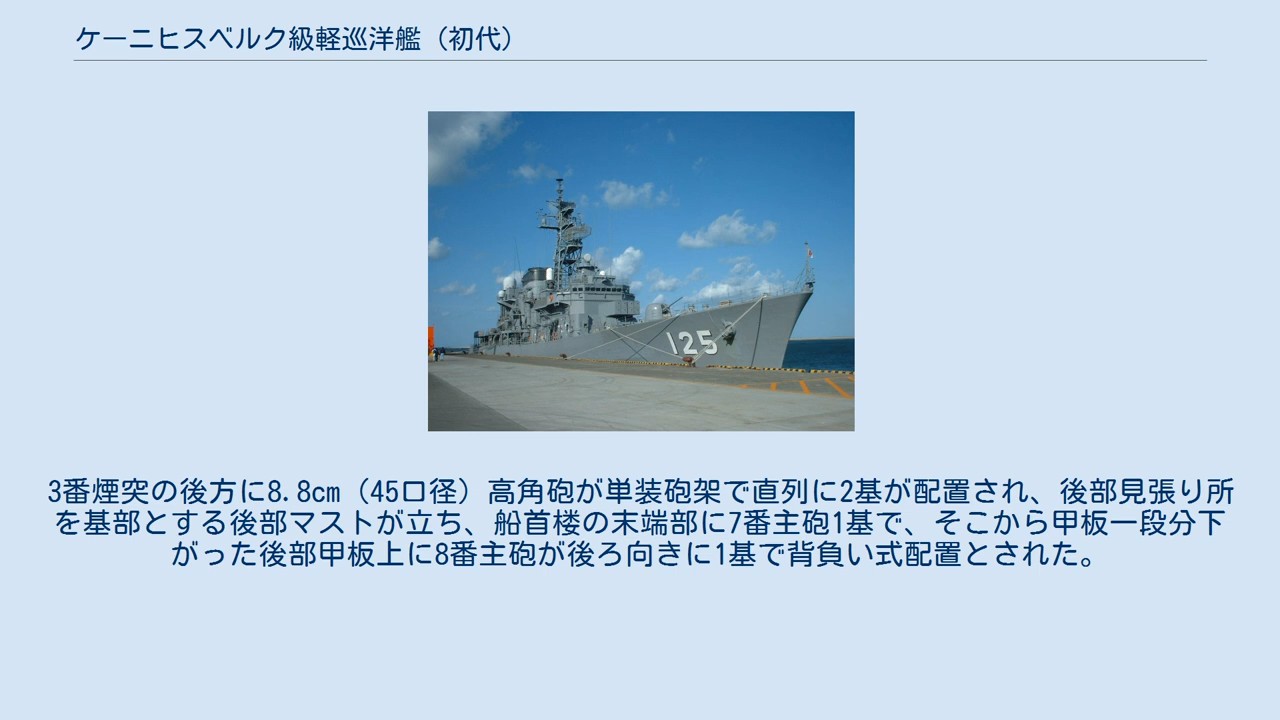 ケーニヒスベルク級軽巡洋艦（初代）
125
3番煙突の後方に8.8cm（45口径）高角砲が単装砲架で直列に2基が配置され、後部見張り所
を基部とする後部マストが立ち、船首楼の末端部に7番主砲1基で、そこから甲板一段分下
がった後部甲板上に8番主砲が後ろ向きに1基で背負い式配置とされた。